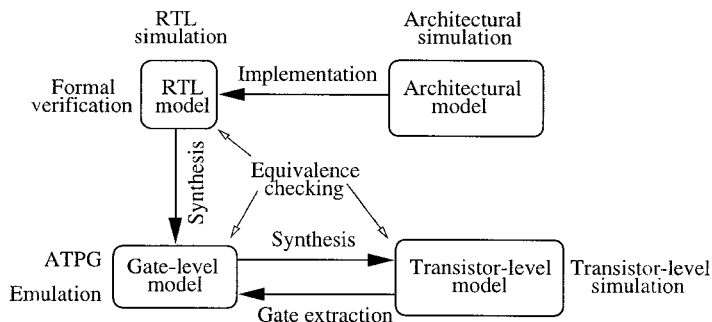 RTL
simulation
Architectural
simulation
Formal
verification
RTL
model
Implementation
Architectural
model
Synthesis
Equivalence
checking
ATPG
Emulation
Gate-level
model
Synthesis
Gate extraction
Transistor-level
model
Transistor-level
simulation